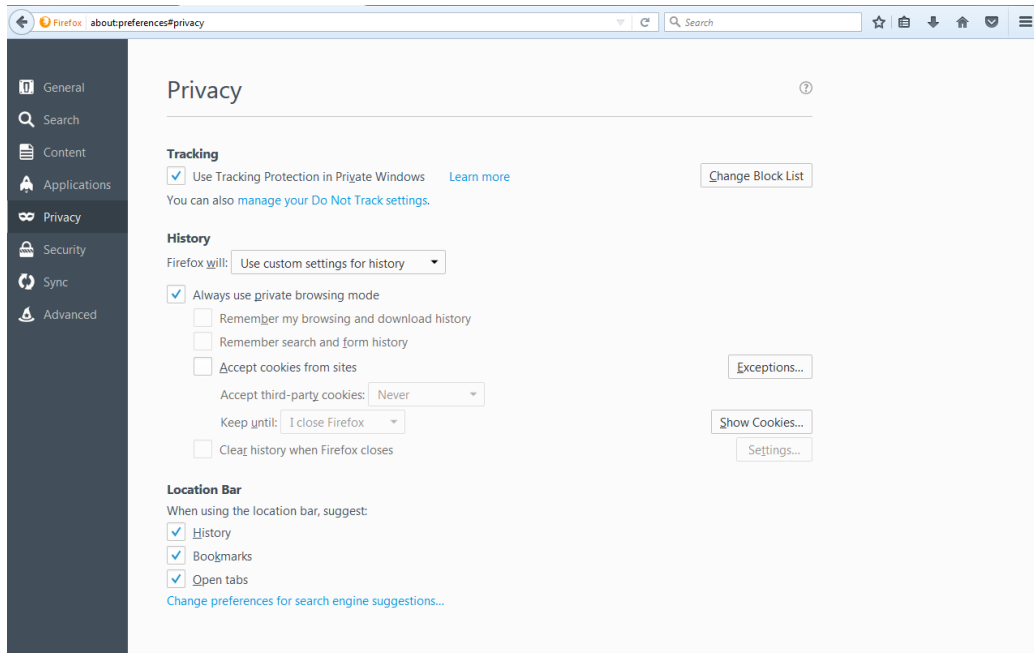 Firefox about:preferences#privacy Search
General
Search
Content
Applications
Privacy
Security
Sync
Advanced
Privacy ?
Tracking
Use Tracking Protection in Private Windows Learn more Change Block List
You can also manage your Do Not Track settings.
History
Firefox will: Use custom settings for history
Always use private browsing mode
Remember my browsing and download history
Remember search and form history
Accept cookies from sites Exceptions...
Accept third-party cookies: Never
Keep until: I close Firefox Show Cookies...
Clear history when Firefox closes Settings...
Location Bar
When using the location bar, suggest:
History
Bookmarks
Open tabs
Change preferences for search engine suggestions...